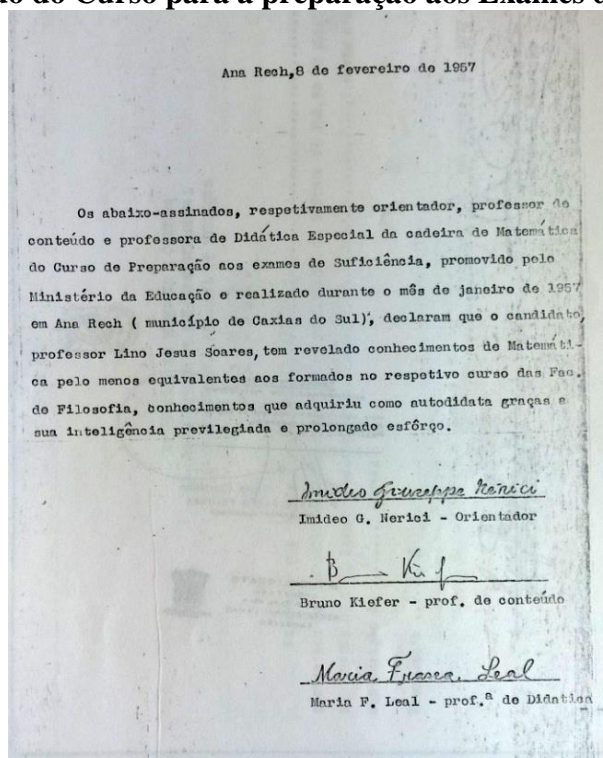 do do Curso para a preparação aos Exames d
Ana Rech,8 de fevereiro de 1957
Os abaixo-assinados, respetivamente orientador, professor de
conteúdo e professora de Didática Especial da cadeira de Matemática
do Curso de Preparação aos exames de Suficiência, promovido pelo
Ministério da Educação e realizado durante o mês de janeiro de 1957
em Ana Rech ( município de Caxias do Sul), declaram que o candidato,
professor Lino Jesus Soares, tem revelado conhecimentos de Matemáti-
ca pelo menos equivalentes aos formados no respetivo curso das Fac.
de Filosofia, conhecimentos que adquiriu como autodidata graças a
sua inteligência previlegiada e prolongado esfôrço.
Imideo Giuseppe Nérici
Imideo G. Nerici - Orientador
Bruno Kiefer - prof. de conteúdo
Maria Leal
Maria F. Leal - prof.ª de Didática